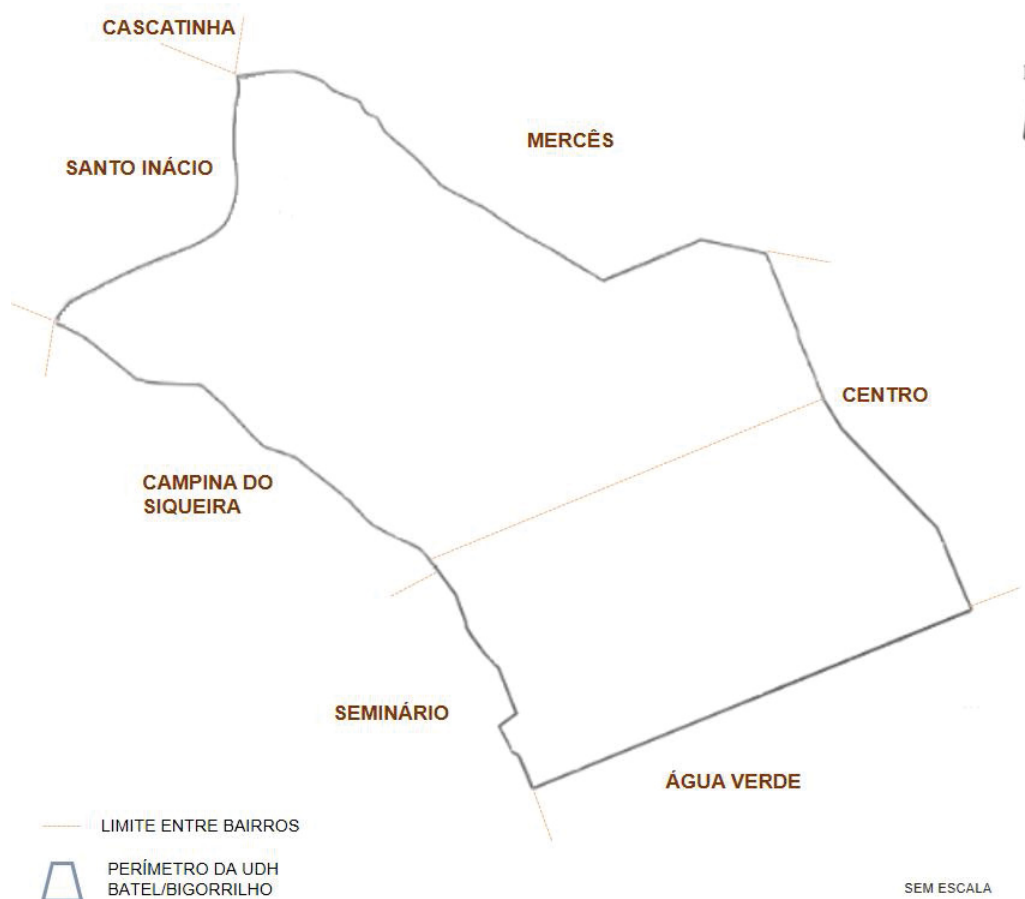 CASCATINHA
MERCÊS
SANTO INÁCIO
CENTRO
CAMPINA DO
SIQUEIRA
SEMINÁRIO
ÁGUA VERDE
LIMITE ENTRE BAIRROS
PERÍMETRO DA UDH
BATEL/BIGORRILHO
SEM ESCALA